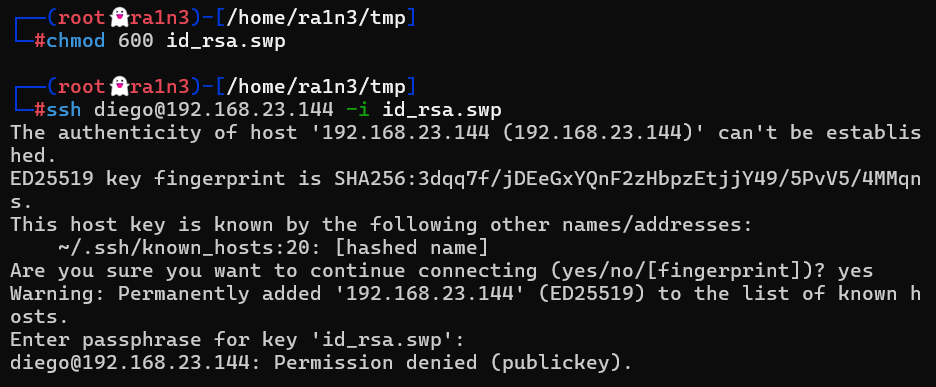 ┌──(root👻ra1n3)-[/home/ra1n3/tmp]
└─#chmod 600 id_rsa.swp
┌──(root👻ra1n3)-[/home/ra1n3/tmp]
└─#ssh diego@192.168.23.144 -i id_rsa.swp
The authenticity of host '192.168.23.144 (192.168.23.144)' can't be establis
hed.
ED25519 key fingerprint is SHA256:3dqq7f/jDEeGxYQnF2zHbpzEtjjY49/5PvV5/4MMqn
s.
This host key is known by the following other names/addresses:
    ~/.ssh/known_hosts:20: [hashed name]
Are you sure you want to continue connecting (yes/no/[fingerprint])? yes
Warning: Permanently added '192.168.23.144' (ED25519) to the list of known h
osts.
Enter passphrase for key 'id_rsa.swp':
diego@192.168.23.144: Permission denied (publickey).